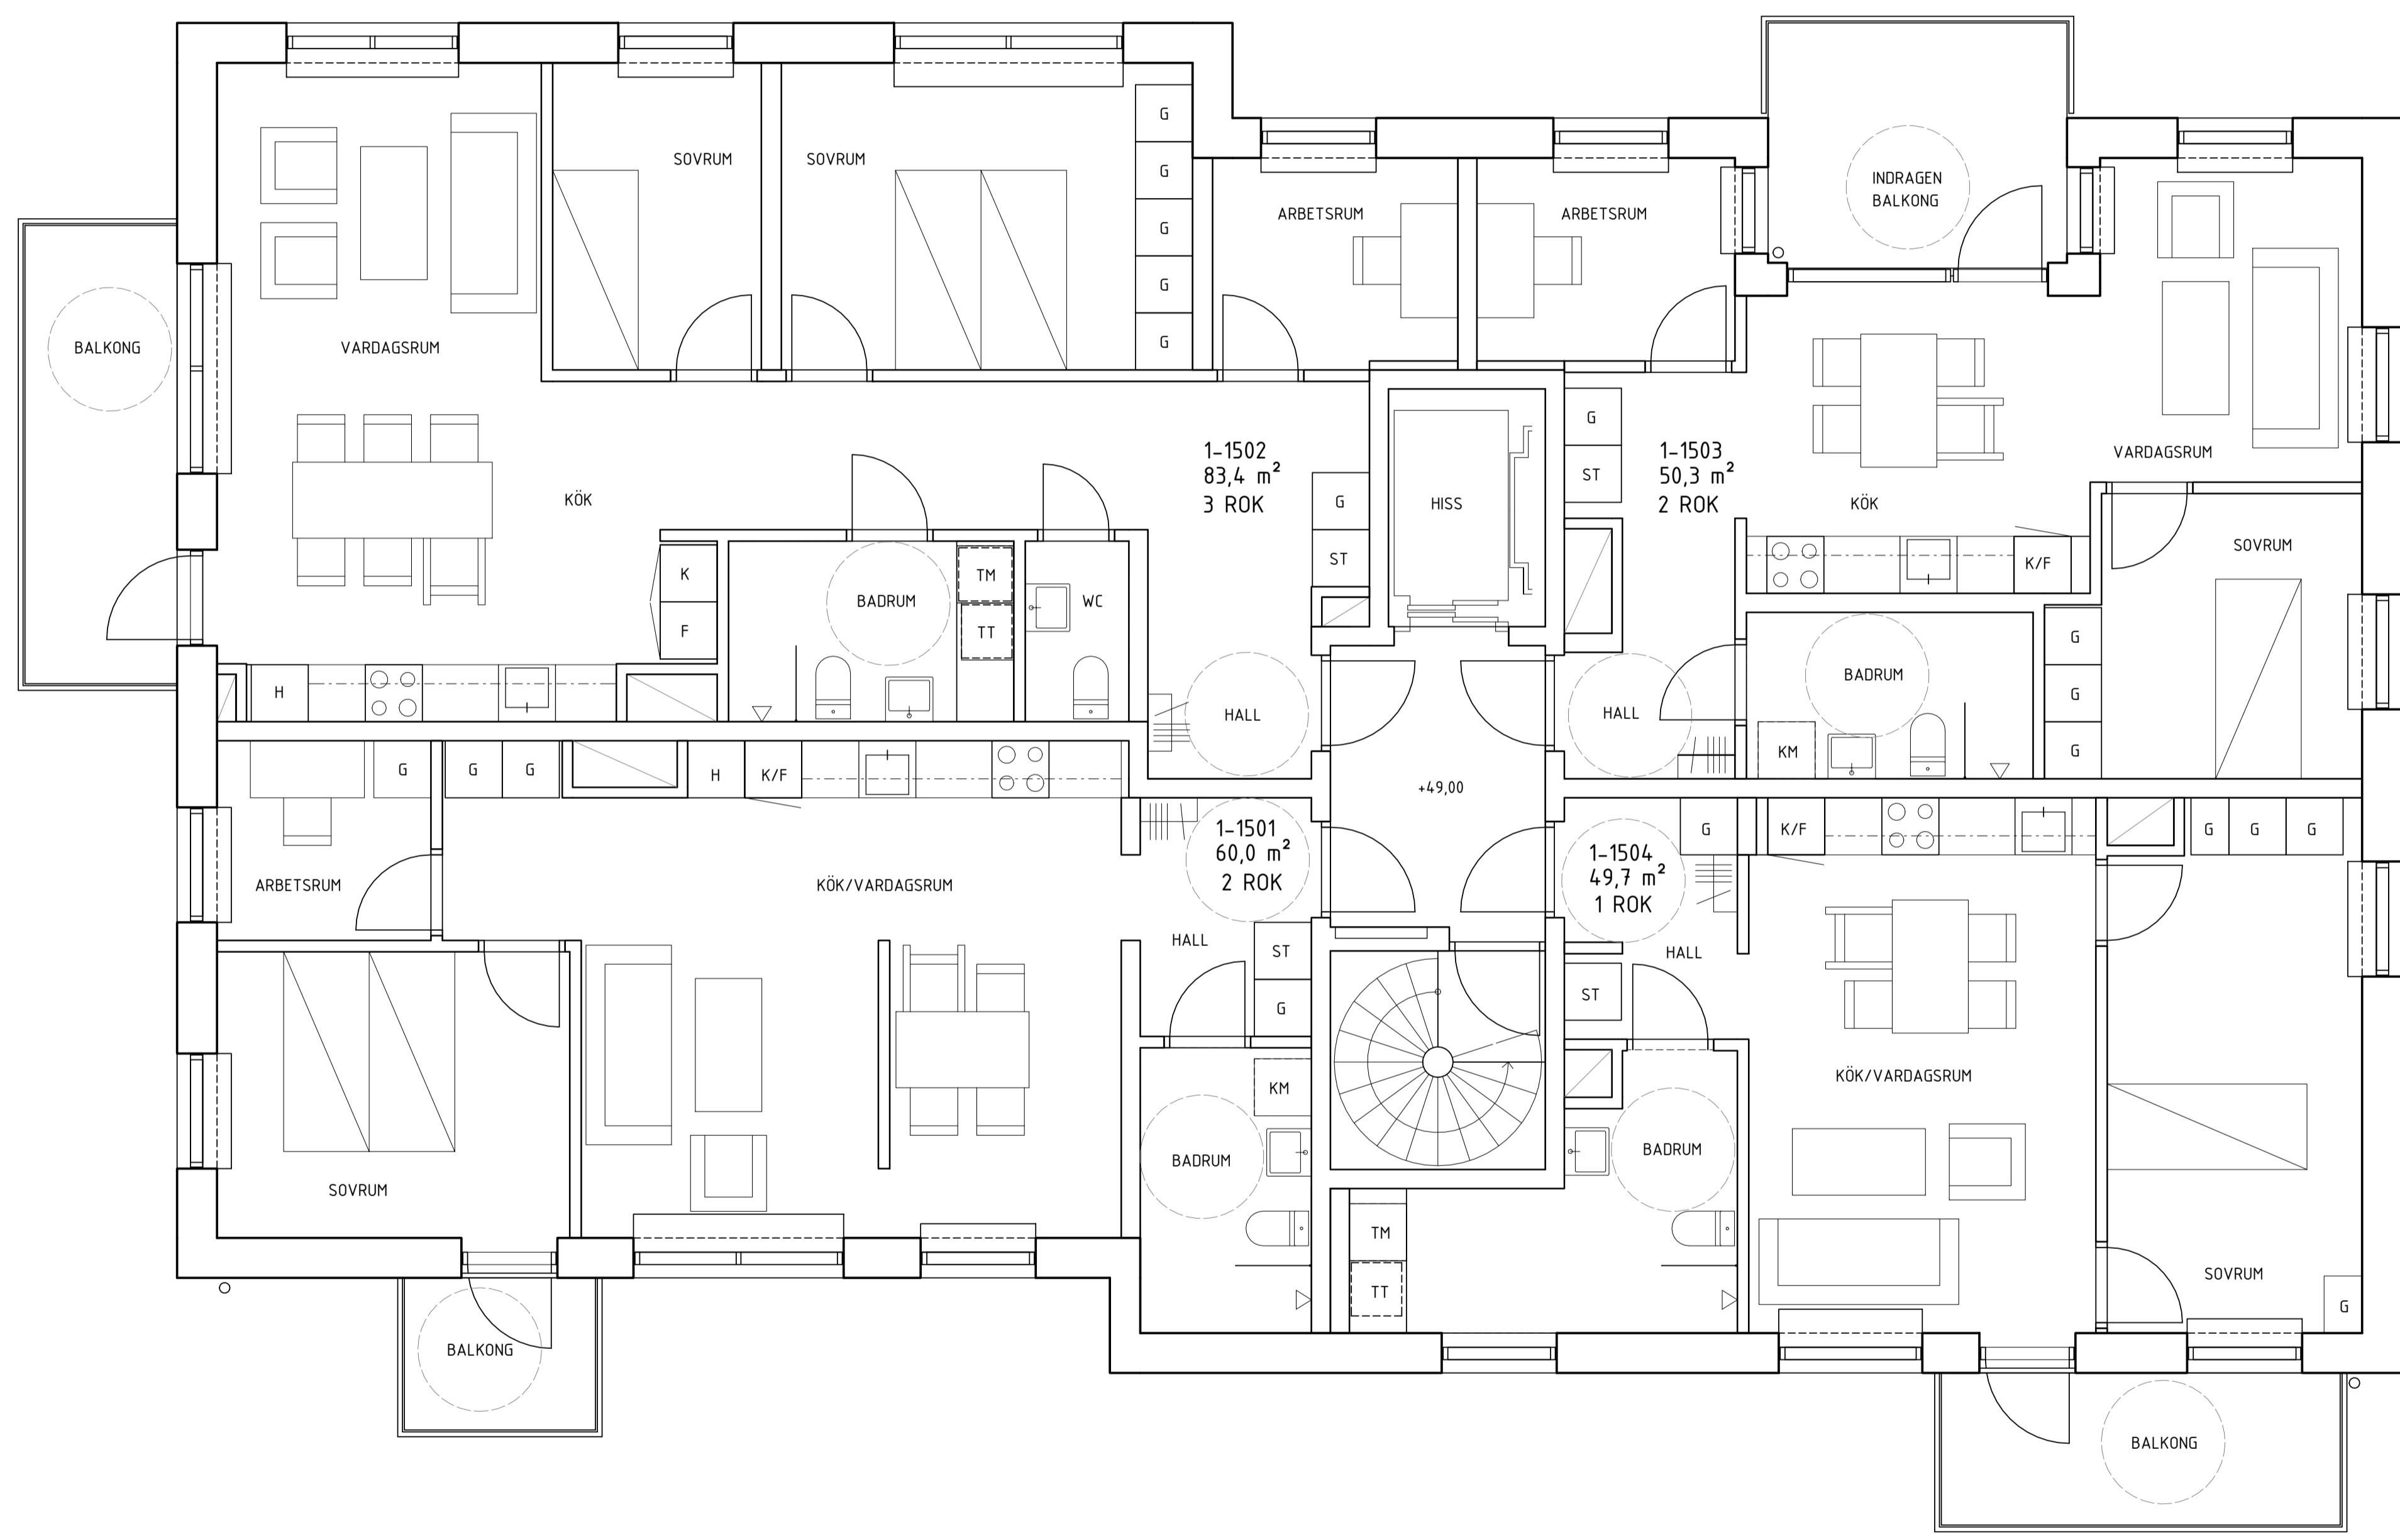 SOVRUM
SOVRUM
G
G
G
G
G
ARBETSRUM
ARBETSRUM
INDRAGEN
BALKONG
BALKONG
VARDAGSRUM
KÖK
1-1502
83,4 m²
3 ROK
G
ST
HISS
G
ST
1-1503
50,3 m²
2 ROK
KÖK
VARDAGSRUM
SOVRUM
K/F
K
F
BADRUM
TM
TT
WC
H
HALL
HALL
BADRUM
KM
G
G
G
G
G
G
H
K/F
+49,00
ARBETSRUM
KÖK/VARDAGSRUM
1-1501
60,0 m²
2 ROK
HALL
ST
G
1-1504
49,7 m²
1 ROK
G
K/F
G
G
G
HALL
ST
KM
BADRUM
BADRUM
KÖK/VARDAGSRUM
SOVRUM
TM
TT
SOVRUM
G
BALKONG
BALKONG